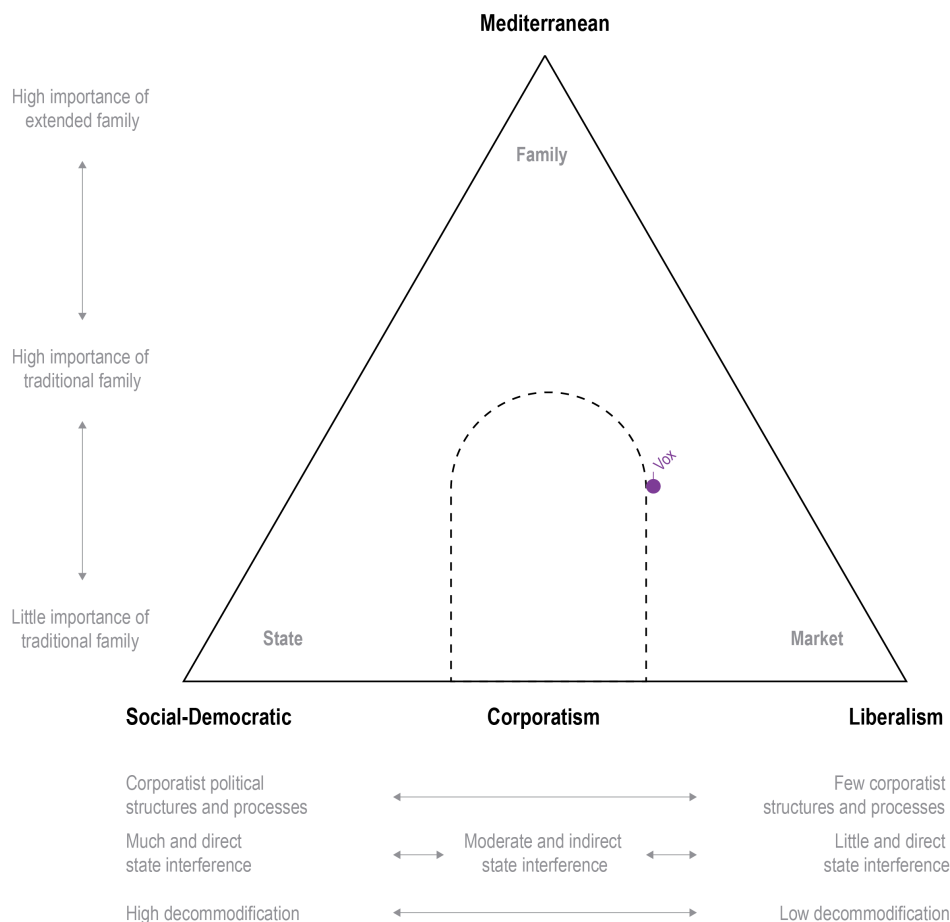 Mediterranean
High importance of
extended family
Family
High importance of
traditional family
Vox
Little importance of
traditional family
State
Market
Social-Democratic
Corporatism
Liberalism
Corporatist political
structures and processes
Few corporatist
structures and processes
Much and direct
state interference
Moderate and indirect
state interference
Little and direct
state interference
High decommodification
Low decommodification